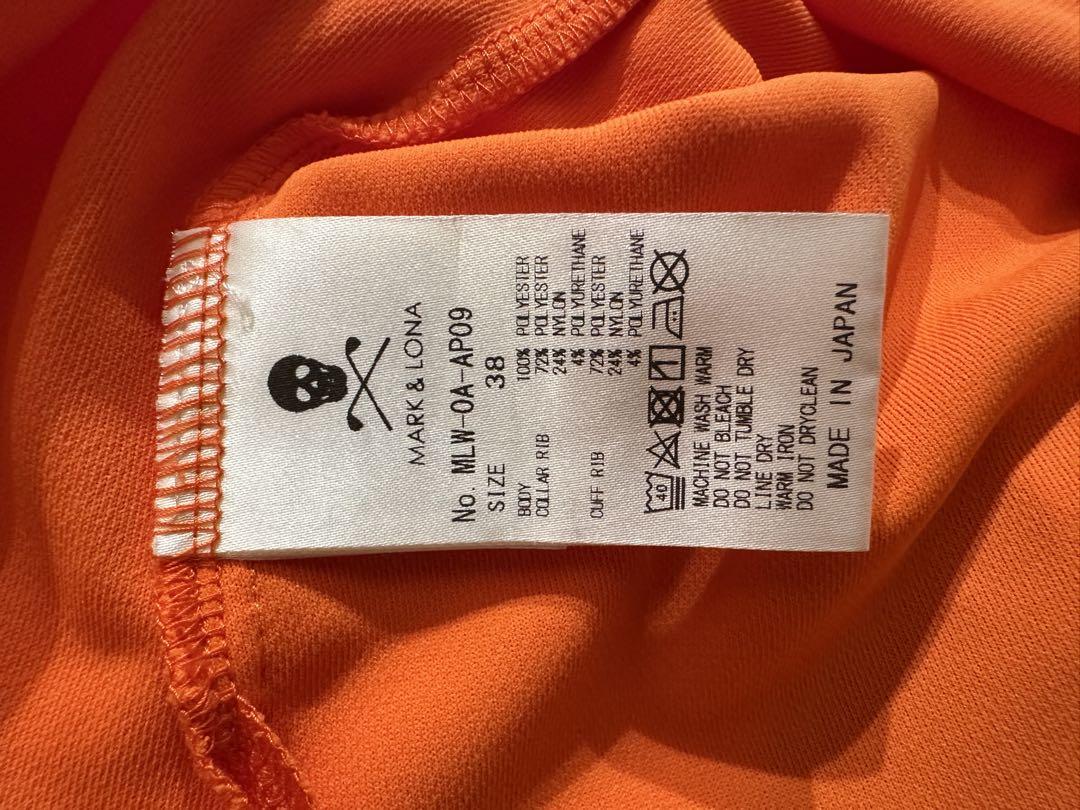 MARK & LONA
No. MLW-OA-AP09
SIZE 38
BODY 100% POLYESTER
COLLAR RIB 72% POLYESTER
24% NYLON
4% POLYURETHANE
CUFF RIB 72% POLYESTER
24% NYLON
4% POLYURETHANE
40
MACHINE WASH WARM
DO NOT BLEACH
DO NOT TUMBLE DRY
LINE DRY
WARM IRON
DO NOT DRYCLEAN
MADE IN JAPAN